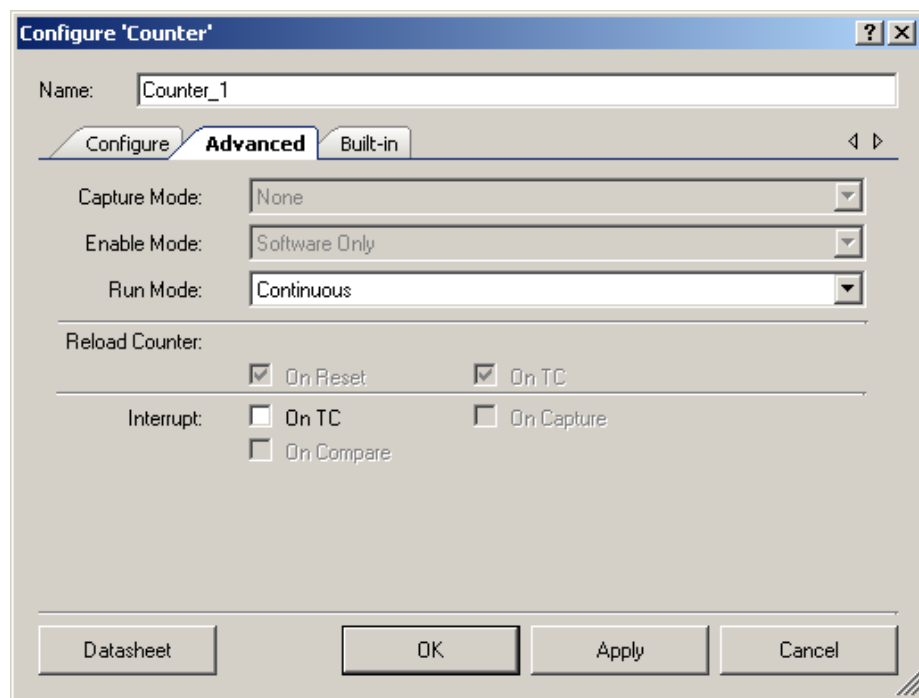 Configure 'Counter'
Name: Counter_1
Configure Advanced Built-in
Capture Mode: None
Enable Mode: Software Only
Run Mode: Continuous
Reload Counter:
On Reset On TC
Interrupt: On TC On Capture
On Compare
Datasheet OK Apply Cancel